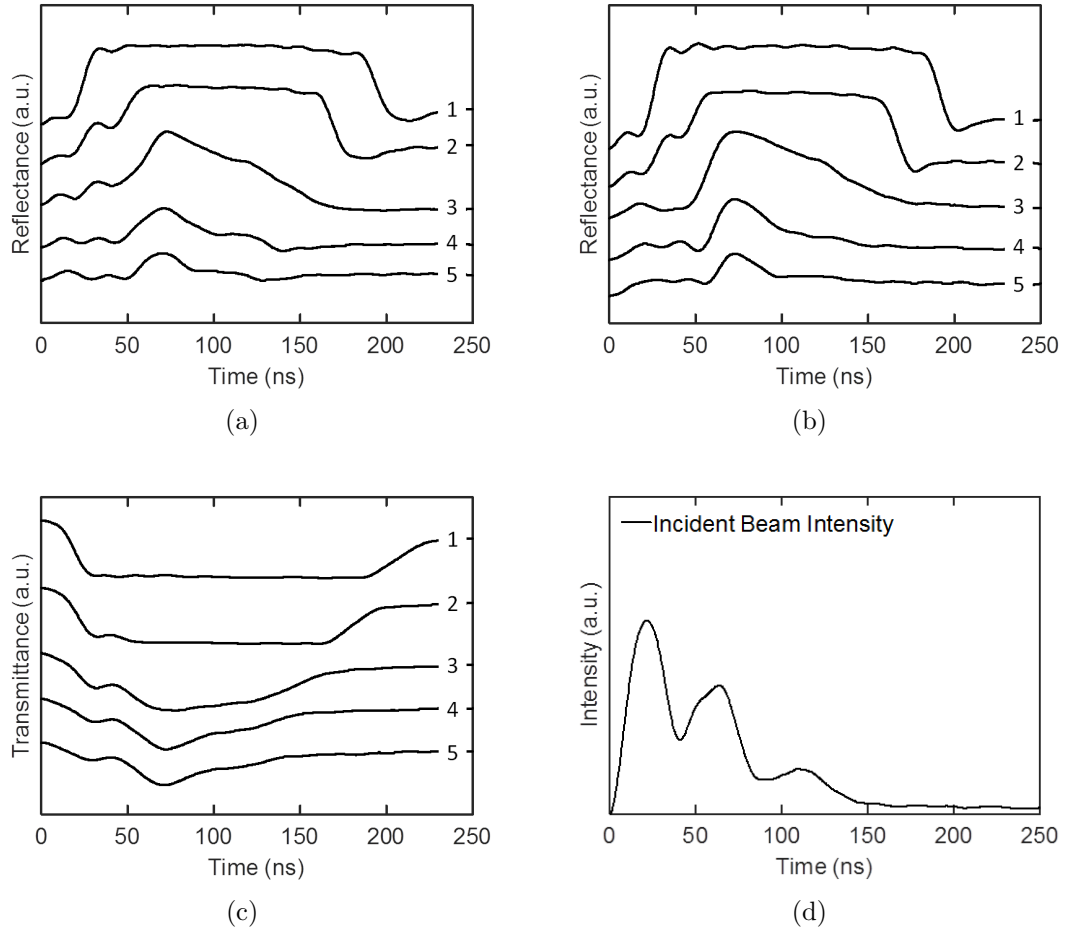 Reflectance (a.u.)
1
2
3
4
5
0 50 100 150 200 250
Time (ns)
(a)
Reflectance (a.u.)
1
2
3
4
5
0 50 100 150 200 250
Time (ns)
(b)
Transmittance (a.u.)
1
2
3
4
5
0 50 100 150 200 250
Time (ns)
(c)
Incident Beam Intensity
Intensity (a.u.)
0 50 100 150 200 250
Time (ns)
(d)